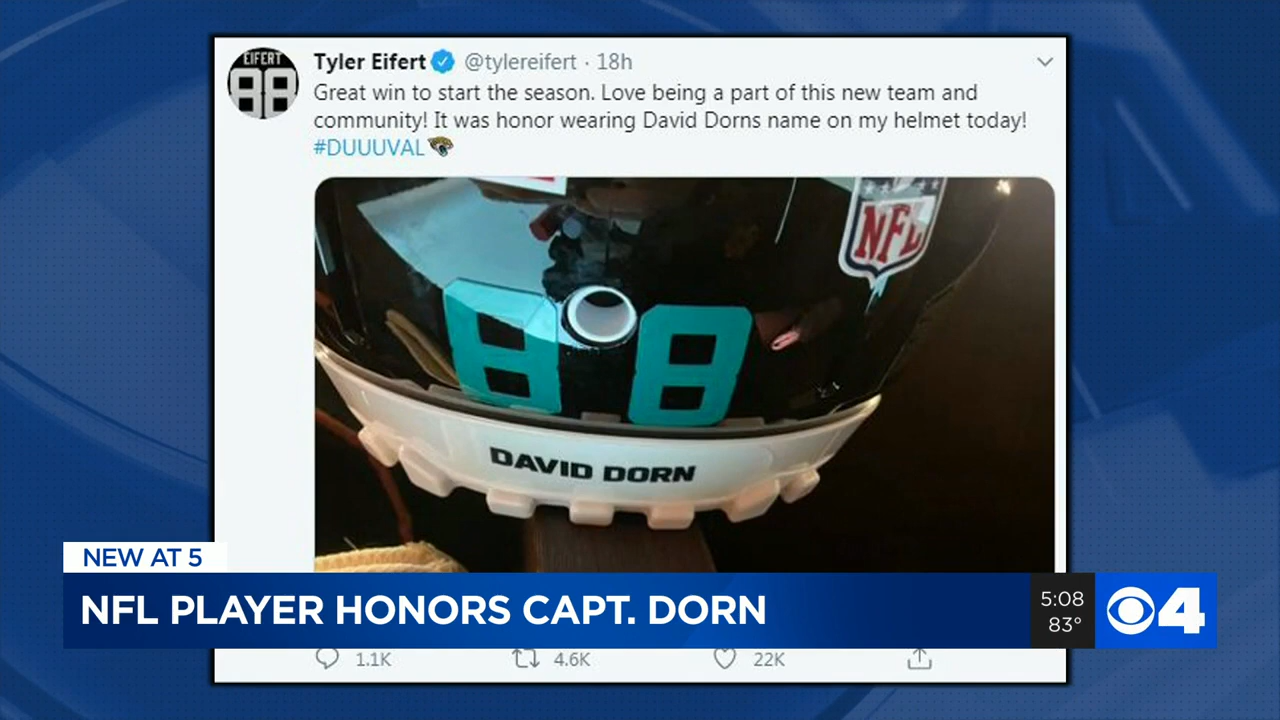 EIFERT
88
Tyler Eifert @tylereifert · 18h
Great win to start the season. Love being a part of this new team and
community! It was honor wearing David Dorns name on my helmet today!
#DUUUVAL
NFL
88
DAVID DORN
NEW AT 5
NFL PLAYER HONORS CAPT. DORN
5:08
83°
4
1.1K 4.6K 22K